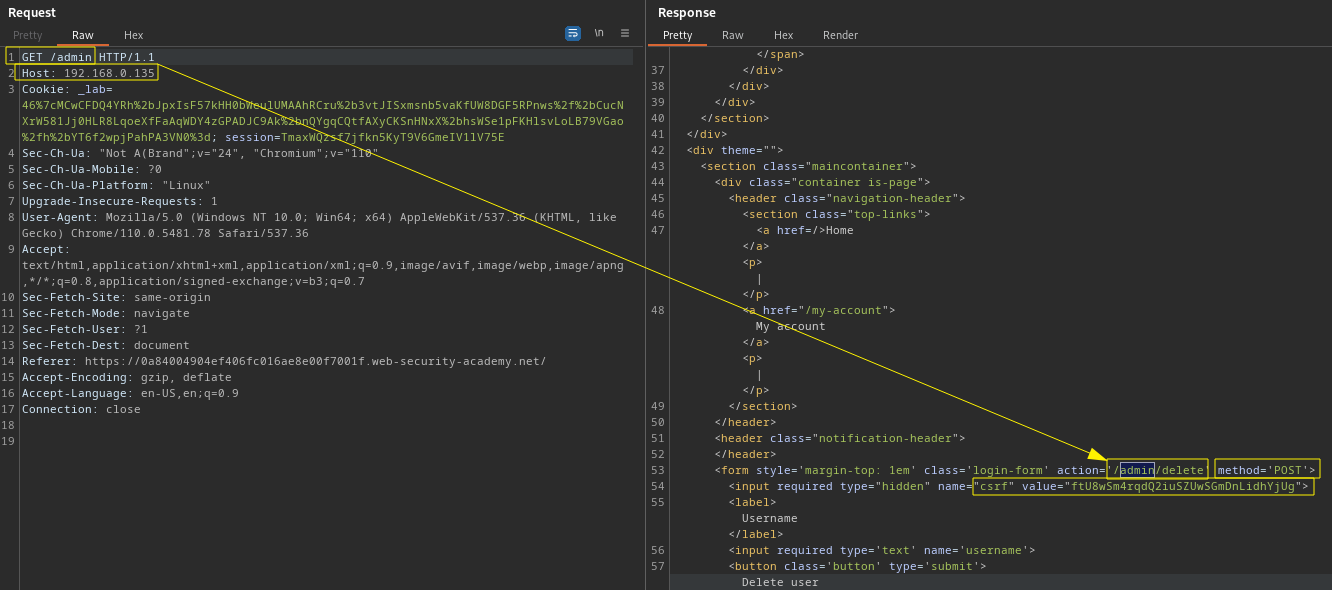 Request
Pretty Raw Hex \n
1 GET /admin HTTP/1.1
2 Host: 192.168.0.135
3 Cookie: _lab=
46%7cMCwCFDQ4YRh%2bJpxIsF57kHH0bWeulUMAAhRCru%2b3vtJISxmsnb5vaKfUW8DGF5RPnws%2f%2bCucN
XrW581Jj0HLR8LqoeXfFaAqWDY4zGPADJC9Ak%2bnQYgqCQtfAXyCKSnHNxX%2bhsWSe1pFKHlsvLoLB79VGao
%2fh%2bYT6f2wpjPahPA3VN0%3d; session=TmaxWQzsf7jfkn5KyT9V6GmeIV1lV75E
4 Sec-Ch-Ua: "Not A(Brand";v="24", "Chromium";v="110"
5 Sec-Ch-Ua-Mobile: ?0
6 Sec-Ch-Ua-Platform: "Linux"
7 Upgrade-Insecure-Requests: 1
8 User-Agent: Mozilla/5.0 (Windows NT 10.0; Win64; x64) AppleWebKit/537.36 (KHTML, like
Gecko) Chrome/110.0.5481.78 Safari/537.36
9 Accept:
text/html,application/xhtml+xml,application/xml;q=0.9,image/avif,image/webp,image/apng
,*/*;q=0.8,application/signed-exchange;v=b3;q=0.7
10 Sec-Fetch-Site: same-origin
11 Sec-Fetch-Mode: navigate
12 Sec-Fetch-User: ?1
13 Sec-Fetch-Dest: document
14 Referer: https://0a84004904ef406fc016ae8e00f7001f.web-security-academy.net/
15 Accept-Encoding: gzip, deflate
16 Accept-Language: en-US,en;q=0.9
17 Connection: close
18
19
Response
Pretty Raw Hex Render
</span>
37 </div>
38 </div>
39 </div>
40 </section>
41 </div>
42 <div theme="">
43 <section class="maincontainer">
44 <div class="container is-page">
45 <header class="navigation-header">
46 <section class="top-links">
47 <a href=/>Home
</a>
<p>
|
</p>
48 <a href="/my-account">
My account
</a>
<p>
|
</p>
49 </section>
50 </header>
51 <header class="notification-header">
52 </header>
53 <form style='margin-top: 1em' class='login-form' action='/admin/delete' method='POST'>
54 <input required type="hidden" name="csrf" value="ftU8wSm4rqdQ2iuSZUwSGmDnLidhYjUg">
55 <label>
Username
</label>
56 <input required type='text' name='username'>
57 <button class='button' type='submit'>
Delete user